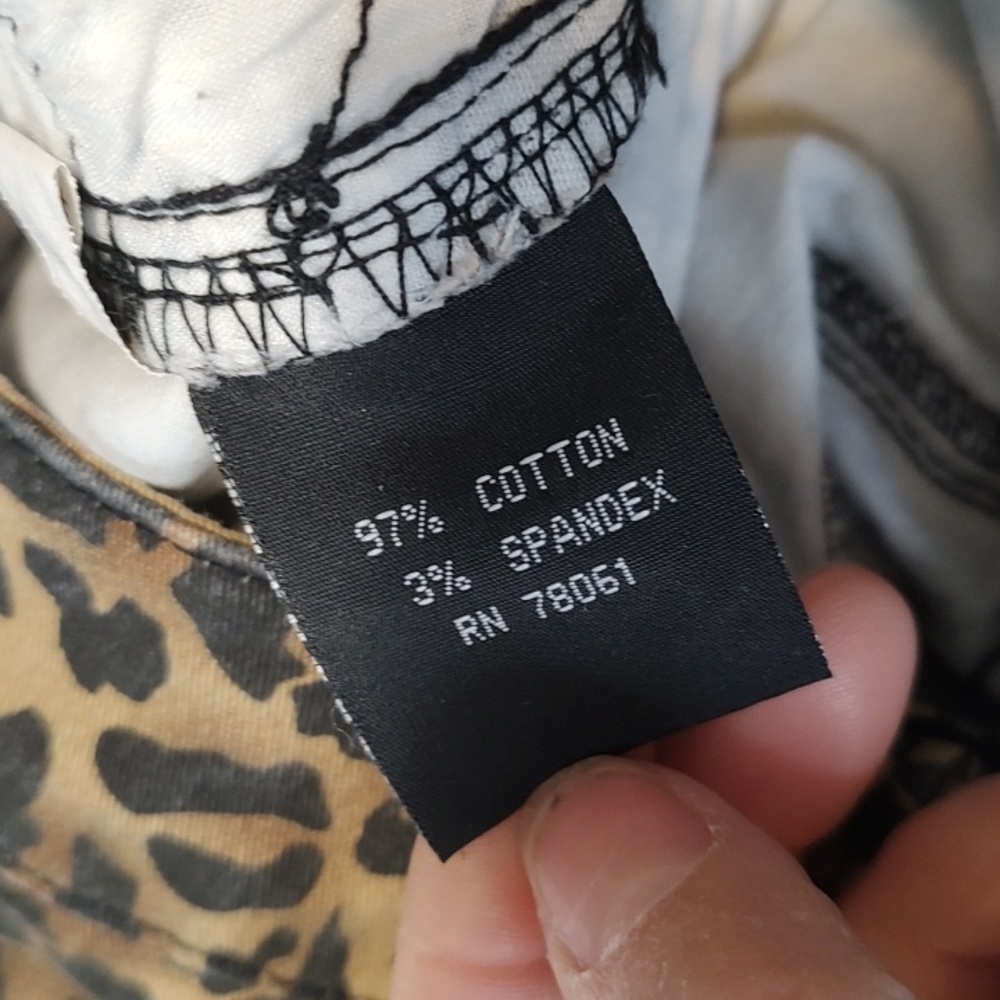 97% COTTON
3% SPANDEX
RN 78061